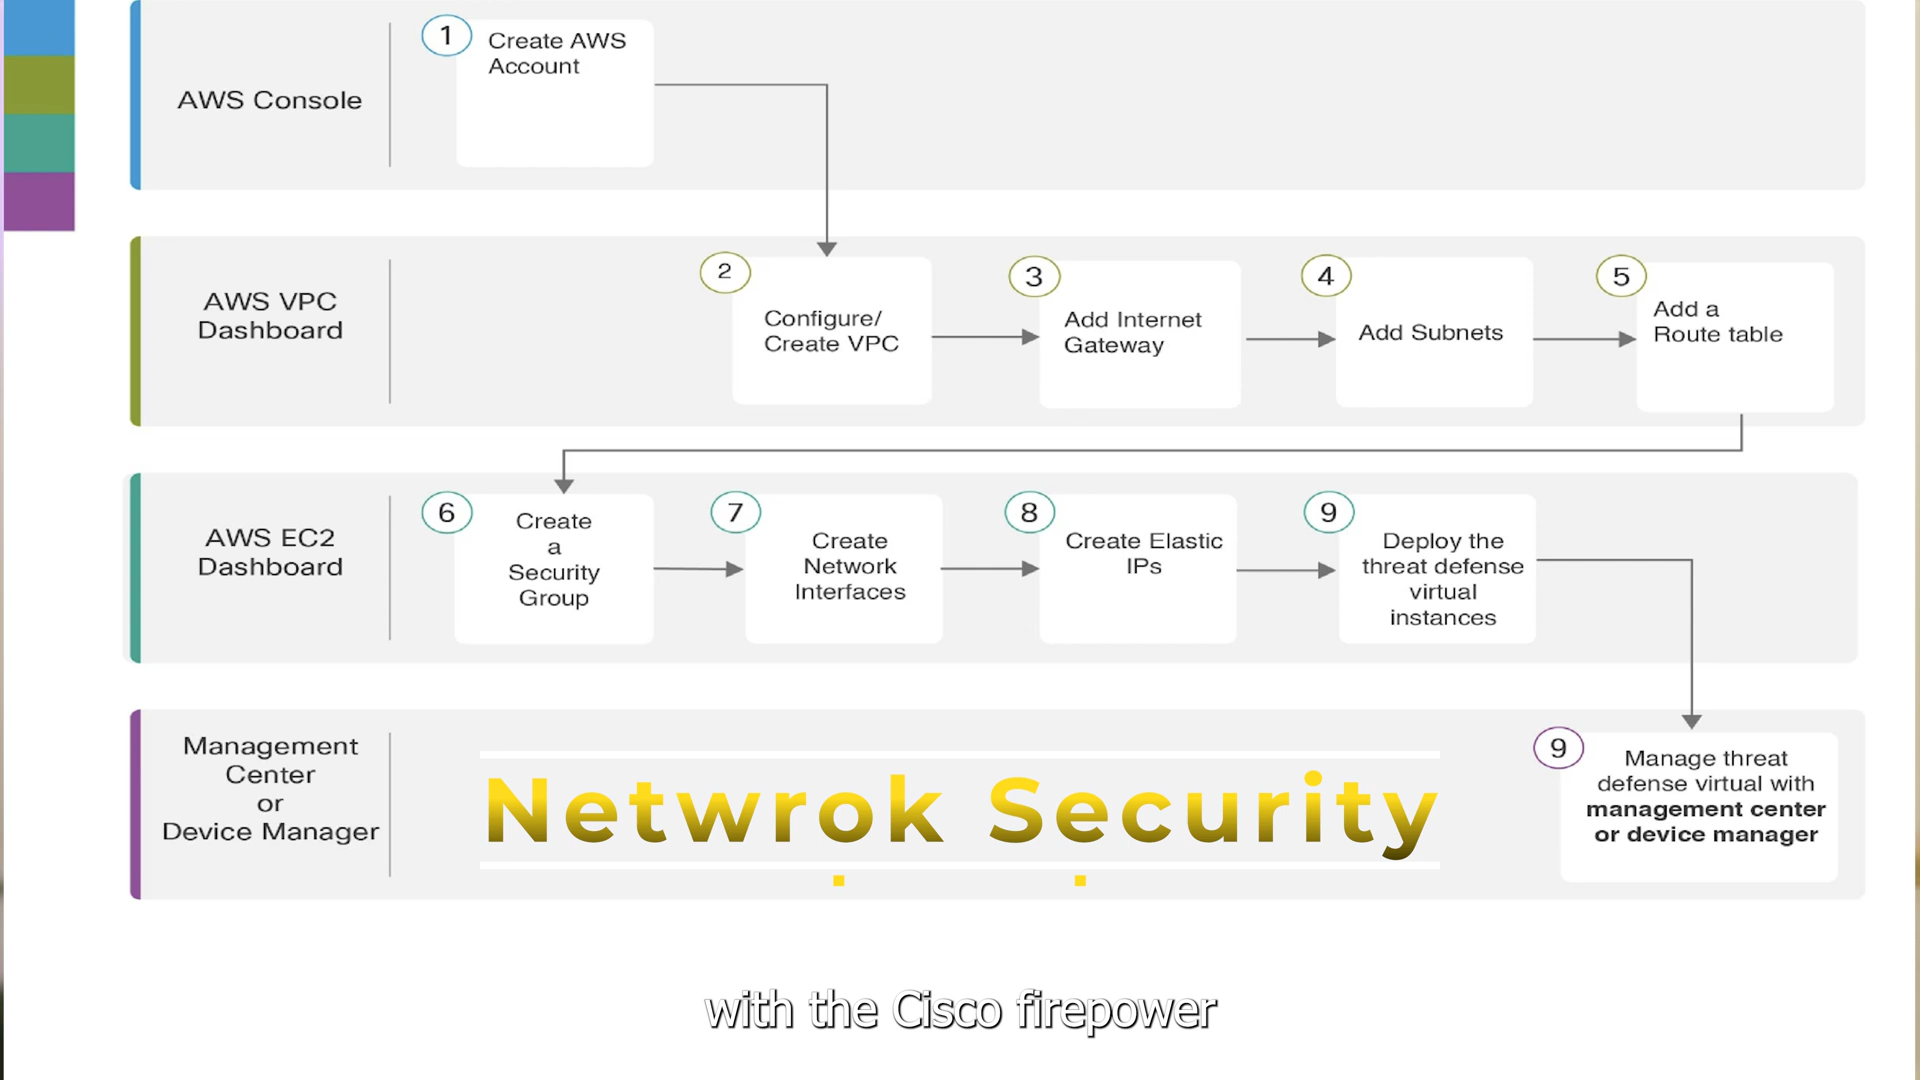 AWS Console
1
Create AWS
Account
AWS VPC
Dashboard
2
Configure/
Create VPC
3
Add Internet
Gateway
4
Add Subnets
5
Add a
Route table
AWS EC2
Dashboard
6
Create
a
Security
Group
7
Create
Network
Interfaces
8
Create Elastic
IPs
9
Deploy the
threat defense
virtual
instances
Management
Center
or
Device Manager
Netwrok Security
9
Manage threat
defense virtual with
management center
or device manager
with the Cisco firepower